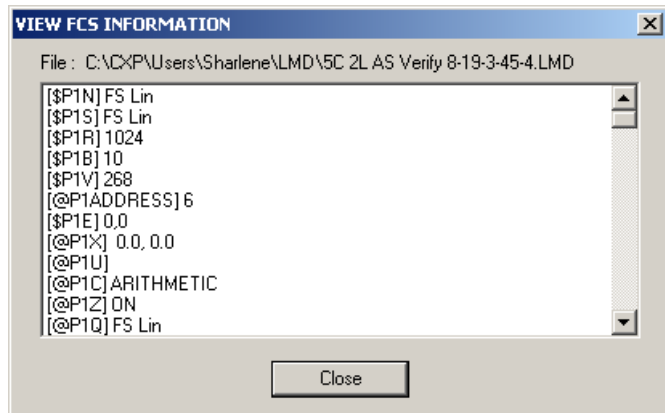 VIEW FCS INFORMATION
File : C:\CXP\Users\Sharlene\LMD\5C 2L AS Verify 8-19-3-45-4.LMD
[$P1N] FS Lin
[$P1S] FS Lin
[$P1R] 1024
[$P1B] 10
[$P1V] 268
[@P1ADDRESS] 6
[$P1E] 0,0
[@P1X]  0.0, 0.0
[@P1U]
[@P1C] ARITHMETIC
[@P1Z] ON
[@P1Q] FS Lin
Close